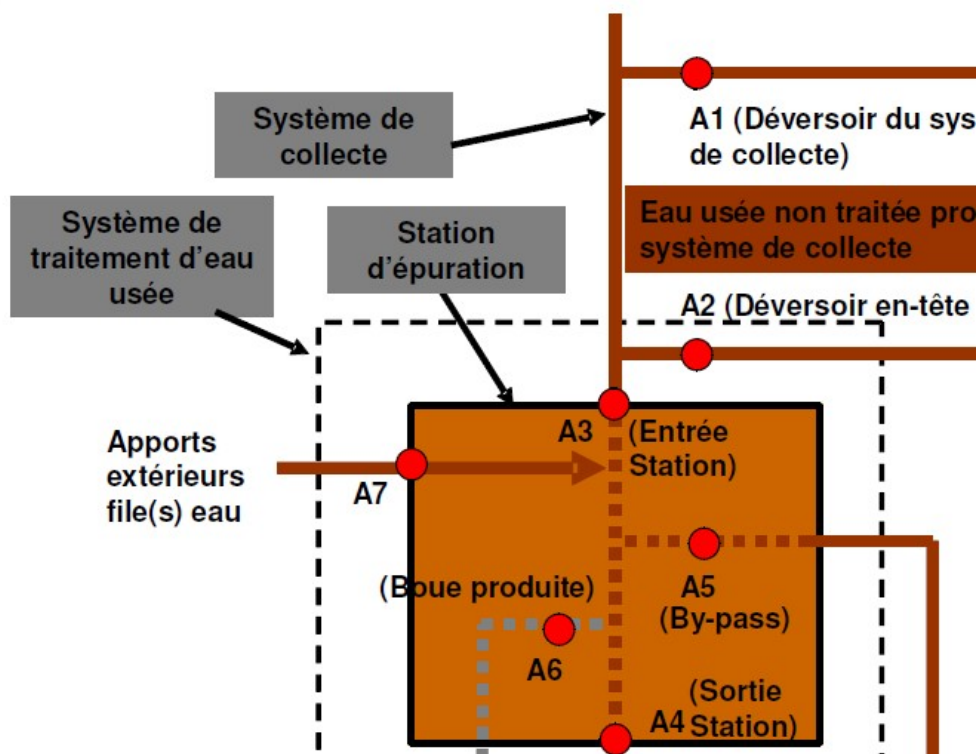 Système de
collecte
A1 (Déversoir du sys
de collecte)
Système de
traitement d'eau
usée
Station
d'épuration
Eau usée non traitée pro
système de collecte
A2 (Déversoir en-tête
A3 (Entrée
Station)
Apports
extérieurs
file(s) eau
A7
(Boue produite)
A5
(By-pass)
A6
(Sortie
A4 Station)